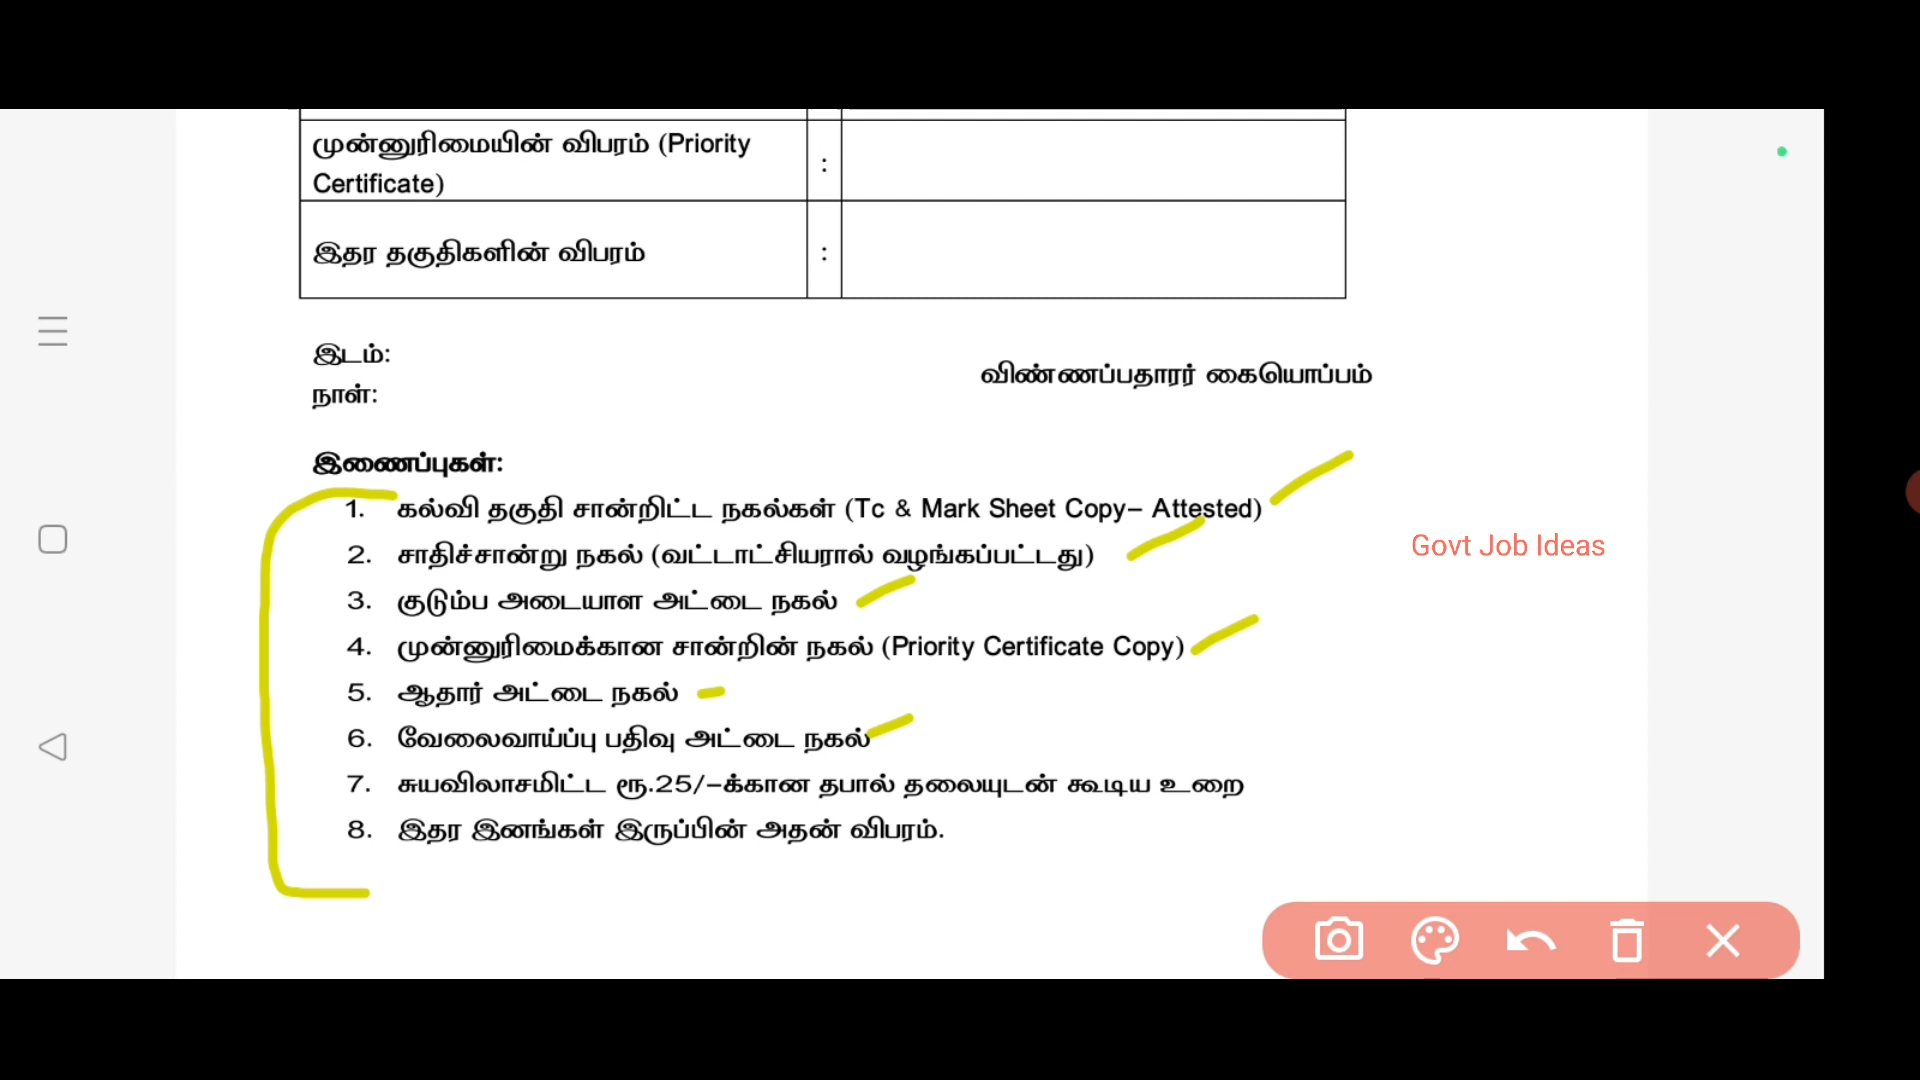 முன்னுரிமையின் விபரம் (Priority
Certificate)
:
இதர தகுதிகளின் விபரம்
:
இடம்:
நாள்:
விண்ணப்பதாரர் கையொப்பம்
இணைப்புகள்:
1. கல்வி தகுதி சான்றிட்ட நகல்கள் (Tc & Mark Sheet Copy– Attested)
2. சாதிச்சான்று நகல் (வட்டாட்சியரால் வழங்கப்பட்டது)
3. குடும்ப அடையாள அட்டை நகல்
4. முன்னுரிமைக்கான சான்றின் நகல் (Priority Certificate Copy)
5. ஆதார் அட்டை நகல்
6. வேலைவாய்ப்பு பதிவு அட்டை நகல்
7. சுயவிலாசமிட்ட ரூ.25/–க்கான தபால் தலையுடன் கூடிய உறை
8. இதர இனங்கள் இருப்பின் அதன் விபரம்.
Govt Job Ideas